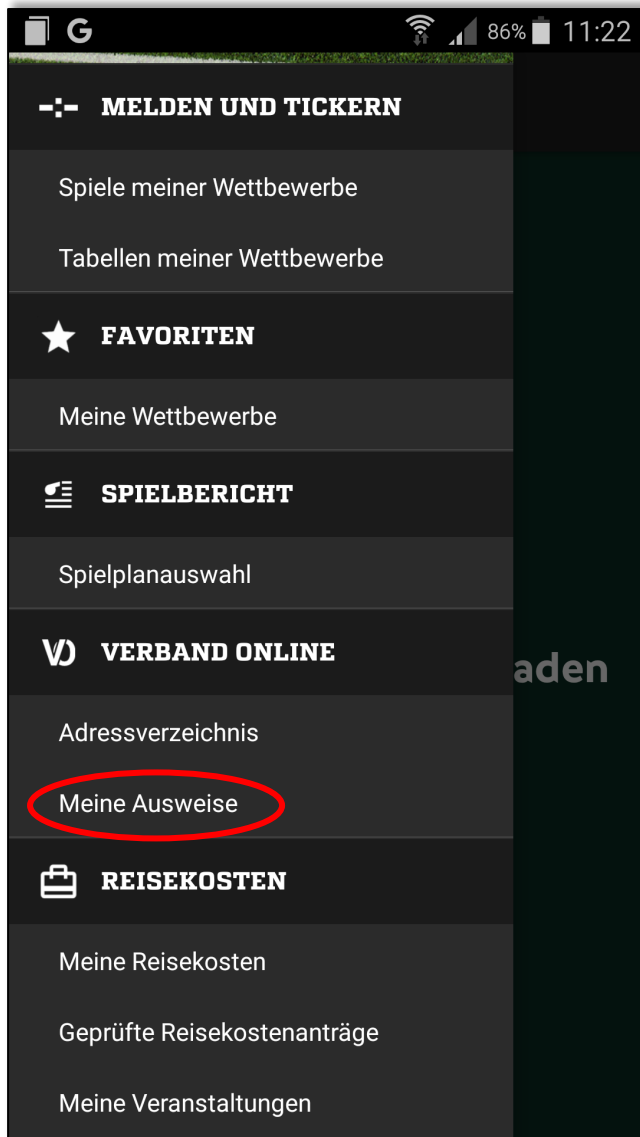 G 86% 11:22
MELDEN UND TICKERN
Spiele meiner Wettbewerbe
Tabellen meiner Wettbewerbe
FAVORITEN
Meine Wettbewerbe
SPIELBERICHT
Spielplanauswahl
VERBAND ONLINE
aden
Adressverzeichnis
Meine Ausweise
REISEKOSTEN
Meine Reisekosten
Geprüfte Reisekostenanträge
Meine Veranstaltungen